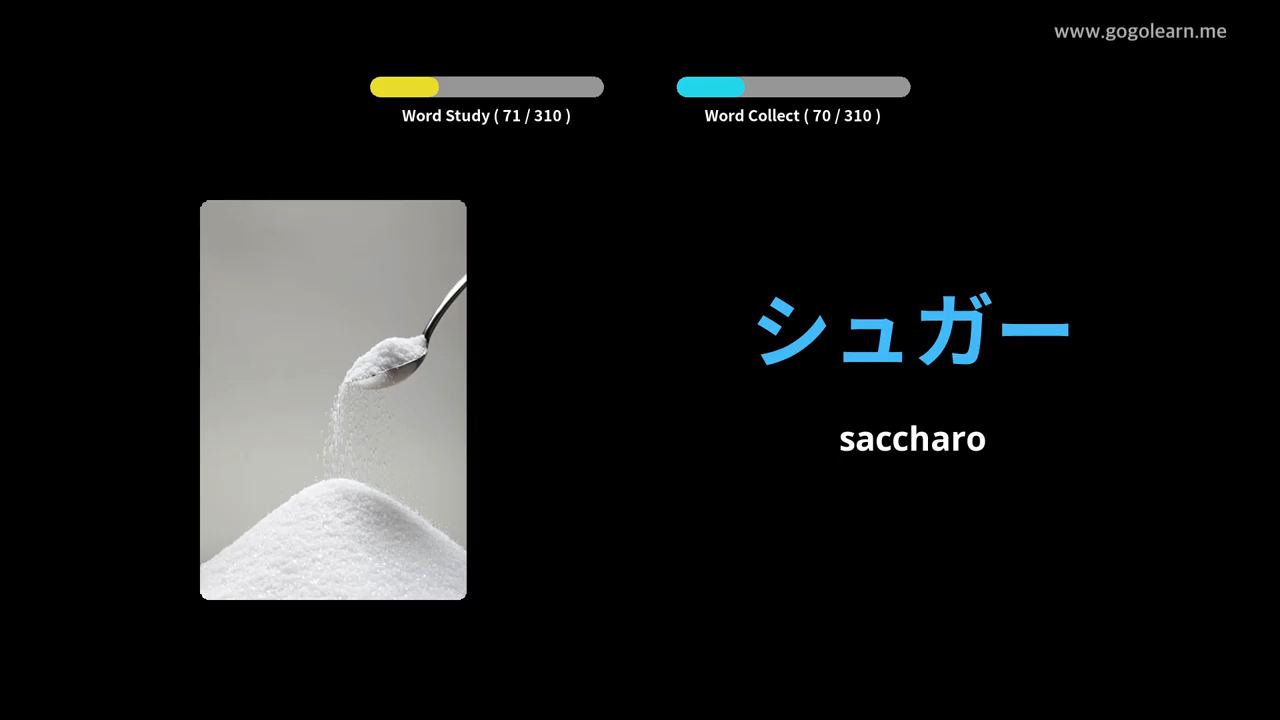 www.gogolearn.me
Word Study ( 71 / 310 )
Word Collect ( 70 / 310 )
シュガー
saccharo